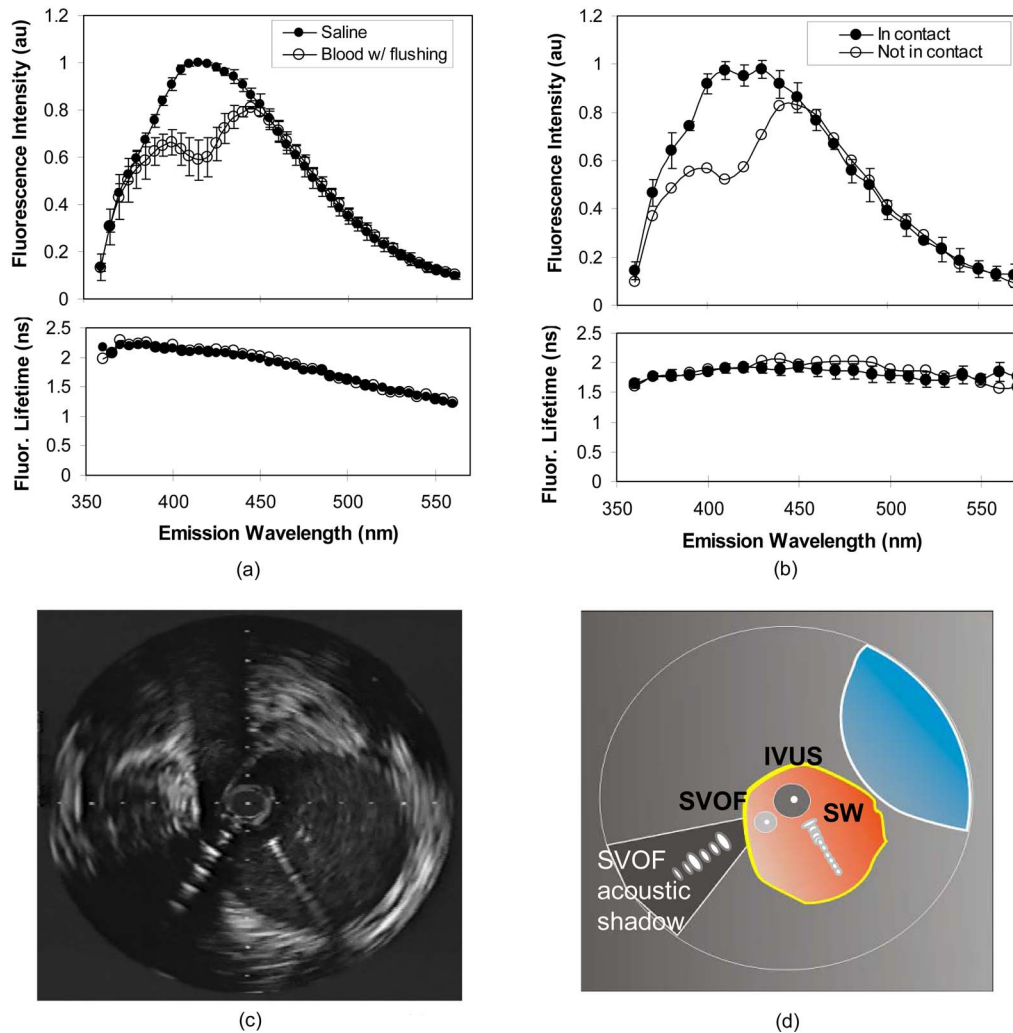 1.2
1
0.8
0.6
0.4
0.2
0
Fluorescence Intensity (au)
Saline
Blood w/ flushing
2.5
2
1.5
1
0.5
0
Fluor. Lifetime (ns)
350 400 450 500 550
Emission Wavelength (nm)
(a)
1.2
1
0.8
0.6
0.4
0.2
0
Fluorescence Intensity (au)
In contact
Not in contact
2.5
2
1.5
1
0.5
0
Fluor. Lifetime (ns)
350 400 450 500 550
Emission Wavelength (nm)
(b)
(c)
IVUS
SVOF
SW
SVOF
acoustic
shadow
(d)